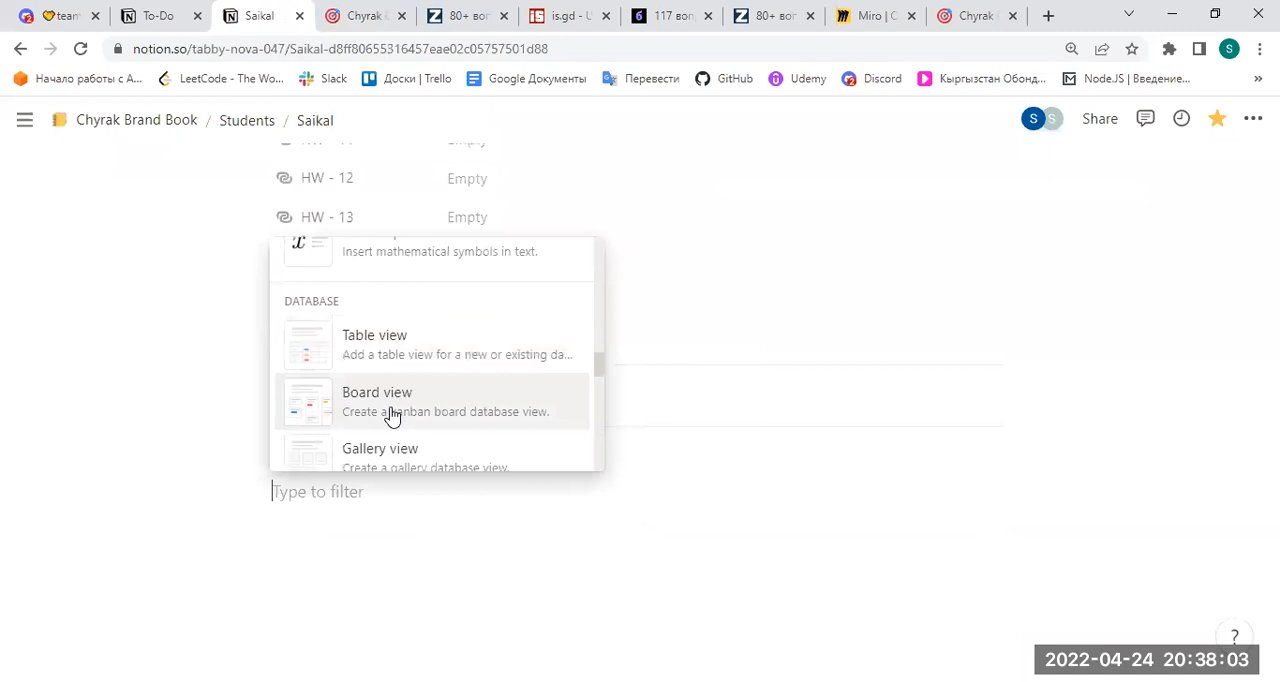 team
To-Do
Saikal
Chyrak
80+ вог
is.gd - U
117 воп
80+ вог
Miro | C
Chyrak
notion.so/tabby-nova-047/Saikal-d8ff80655316457eae02c05757501d88
S
Начало работы с A...
LeetCode - The Wo...
Slack
Доски | Trello
Google Документы
Перевести
GitHub
Udemy
Discord
Кыргызстан Обонд...
Node.JS | Введение...
»
Chyrak Brand Book / Students / Saikal
S S Share
HW - 12 Empty
HW - 13 Empty
Insert mathematical symbols in text.
DATABASE
Table view
Add a table view for a new or existing da...
Board view
Create a kanban board database view.
Gallery view
Create a gallery database view.
Type to filter
?
2022-04-24 20:38:03